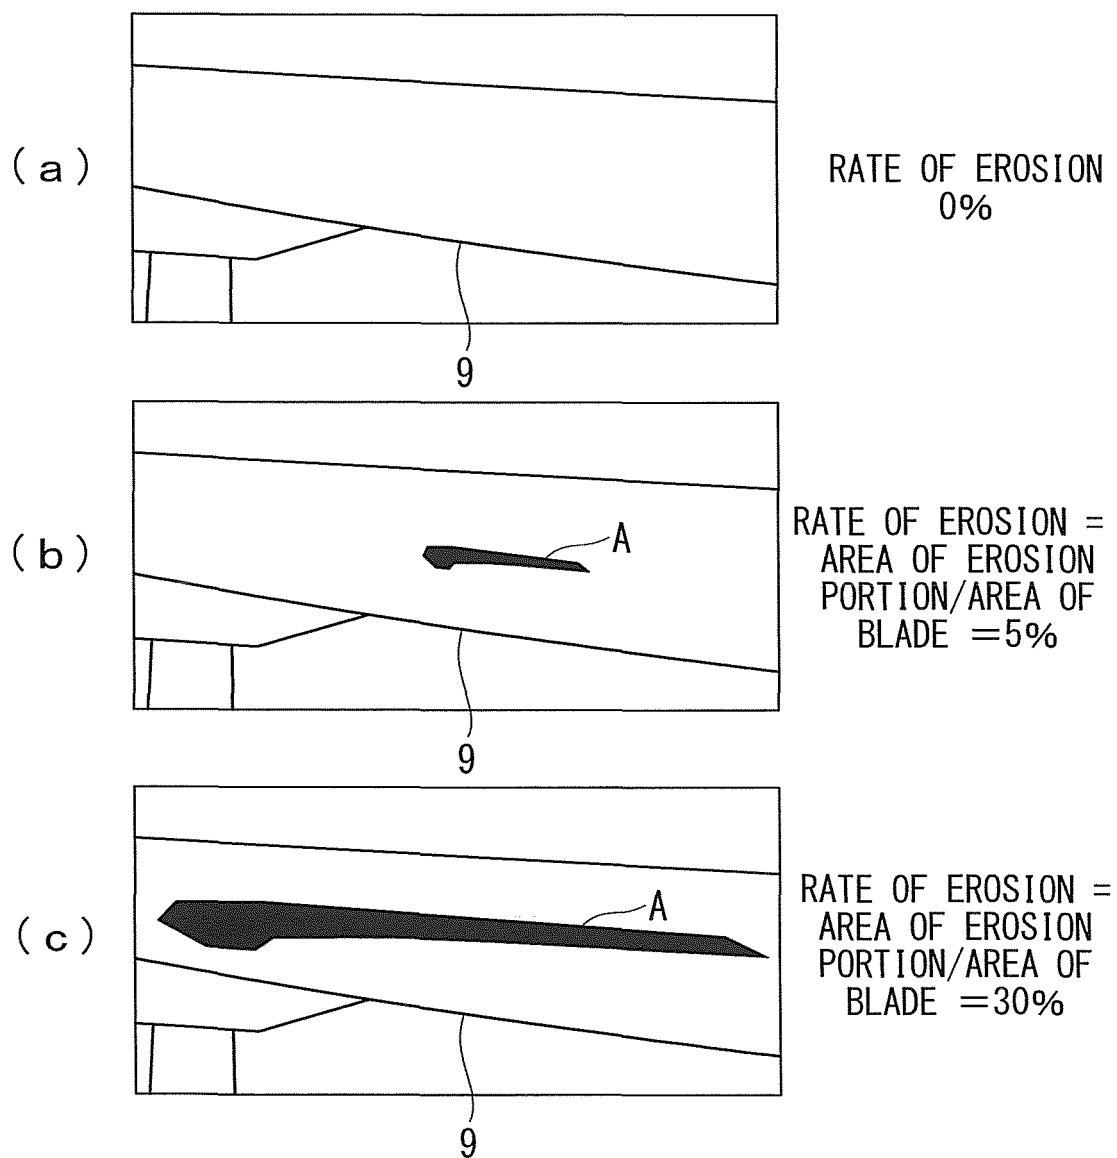 (a)
RATE OF EROSION
0%
9
(b)
A
RATE OF EROSION =
AREA OF EROSION
PORTION/AREA OF
BLADE =5%
9
(c)
A
RATE OF EROSION =
AREA OF EROSION
PORTION/AREA OF
BLADE =30%
9